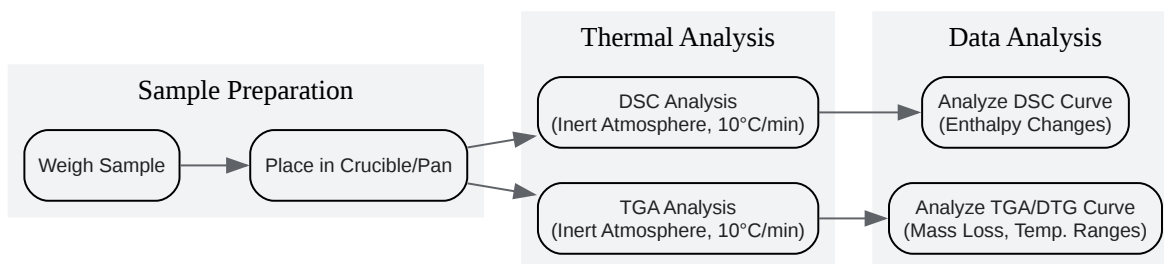 Sample Preparation
Weigh Sample
Place in Crucible/Pan
Thermal Analysis
DSC Analysis
(Inert Atmosphere, 10°C/min)
TGA Analysis
(Inert Atmosphere, 10°C/min)
Data Analysis
Analyze DSC Curve
(Enthalpy Changes)
Analyze TGA/DTG Curve
(Mass Loss, Temp. Ranges)